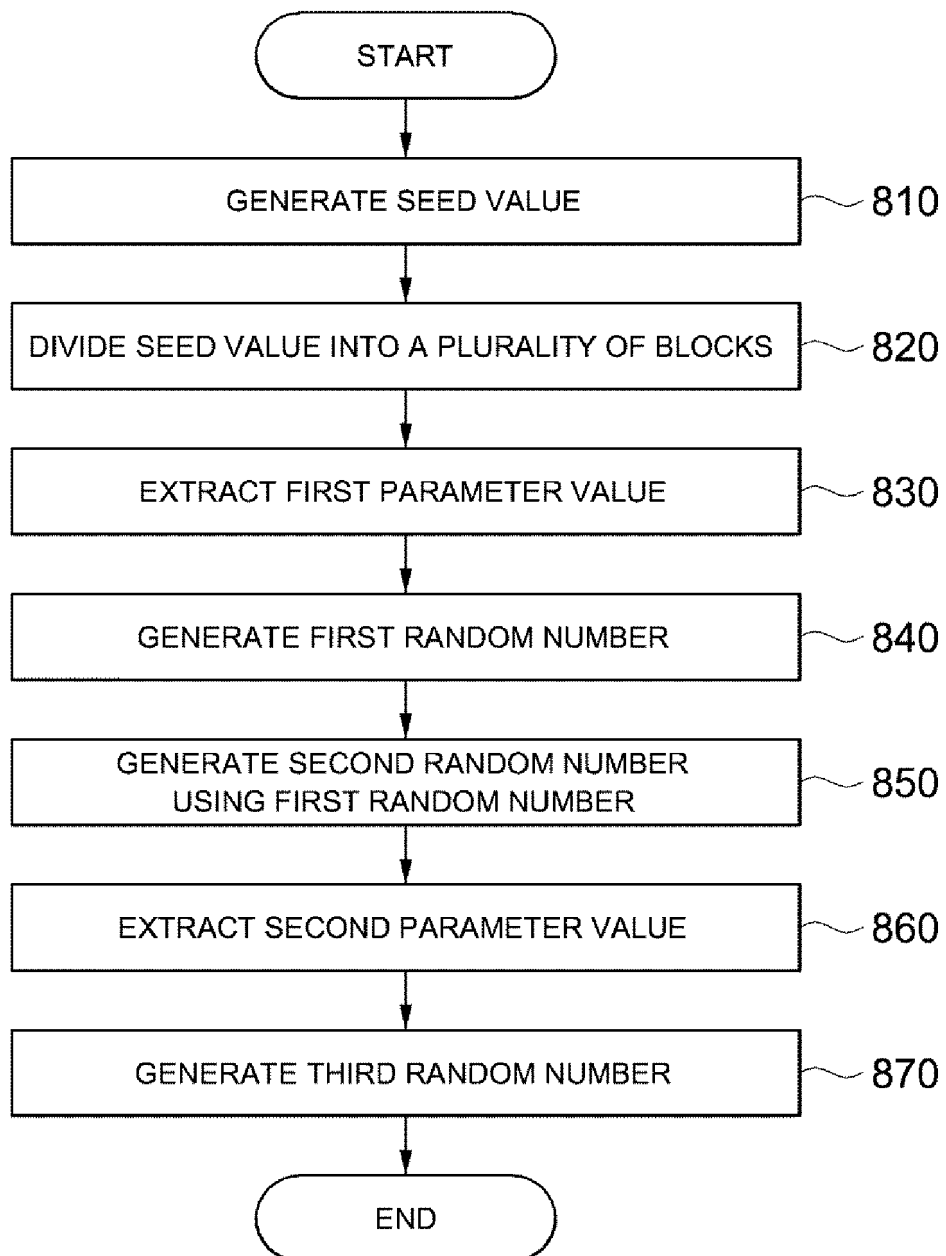 START
GENERATE SEED VALUE
810
DIVIDE SEED VALUE INTO A PLURALITY OF BLOCKS
820
EXTRACT FIRST PARAMETER VALUE
830
GENERATE FIRST RANDOM NUMBER
840
GENERATE SECOND RANDOM NUMBER
USING FIRST RANDOM NUMBER
850
EXTRACT SECOND PARAMETER VALUE
860
GENERATE THIRD RANDOM NUMBER
870
END